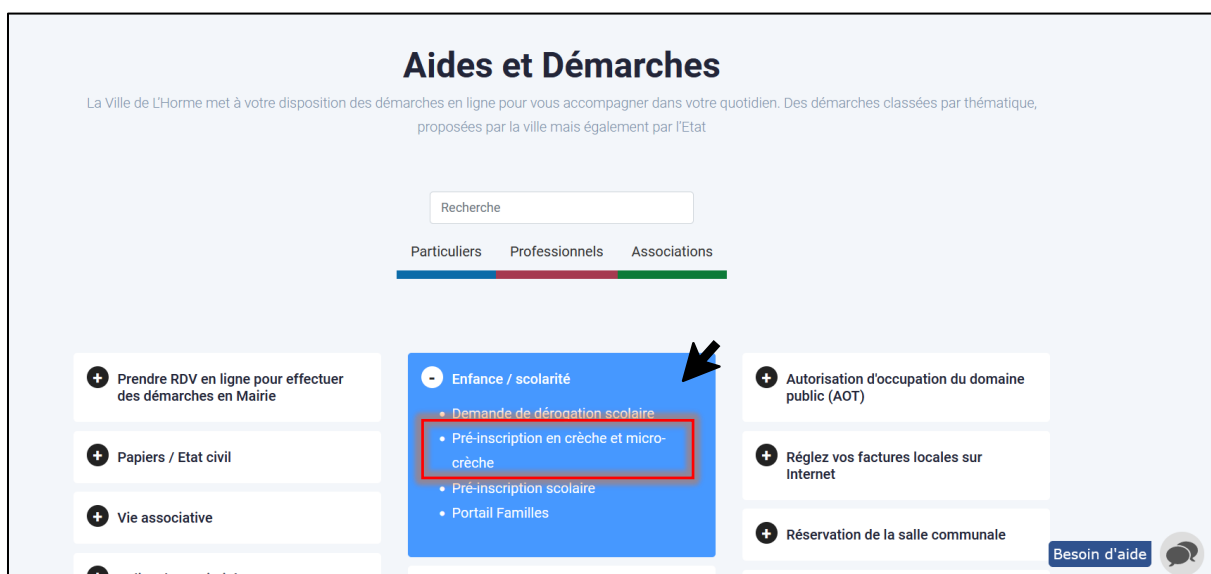 Aides et Démarches
La Ville de L'Horme met à votre disposition des démarches en ligne pour vous accompagner dans votre quotidien. Des démarches classées par thématique,
proposées par la ville mais également par l'Etat
Recherche
Particuliers Professionnels Associations
Prendre RDV en ligne pour effectuer
des démarches en Mairie
Papiers / Etat civil
Vie associative
Enfance / scolarité
Demande de dérogation scolaire
Pré-inscription en crèche et micro-
crèche
Pré-inscription scolaire
Portail Familles
Autorisation d'occupation du domaine
public (AOT)
Réglez vos factures locales sur
Internet
Réservation de la salle communale
Besoin d'aide